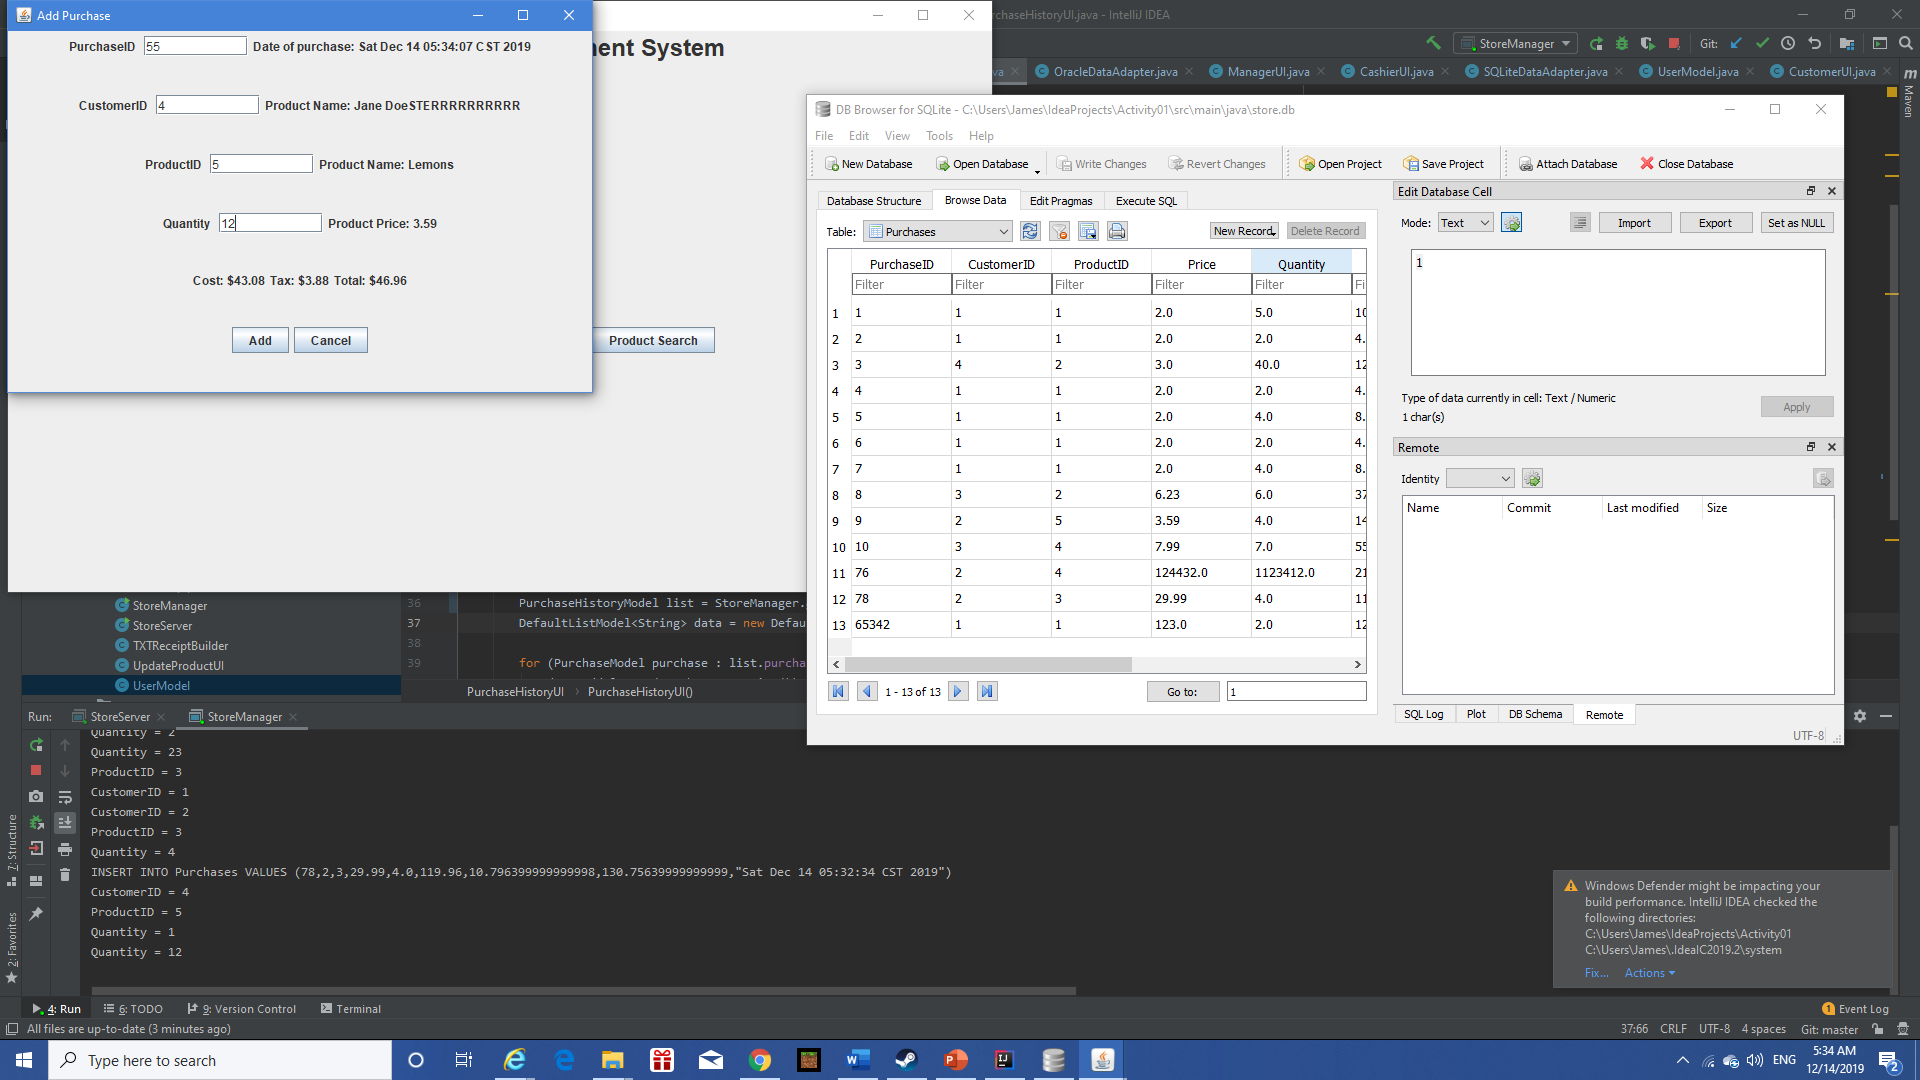 Add Purchase
PurchaseID 55 Date of purchase: Sat Dec 14 05:34:07 CST 2019
CustomerID 4 Product Name: Jane DoeSTERRRRRRRRRR
ProductID 5 Product Name: Lemons
Quantity 12 Product Price: 3.59
Cost: $43.08 Tax: $3.88 Total: $46.96
Add Cancel
ent System
Product Search
rchaseHistoryUI.java - IntelliJ IDEA
StoreManager
Git:
va OracleDataAdapter.java ManagerUI.java CashierUI.java SQLiteDataAdapter.java UserModel.java CustomerUI.java
Maven
DB Browser for SQLite - C:\Users\James\IdeaProjects\Activity01\src\main\java\store.db
File Edit View Tools Help
New Database Open Database Write Changes Revert Changes Open Project Save Project Attach Database Close Database
Database Structure Browse Data Edit Pragmas Execute SQL
Table: Purchases New Record Delete Record
PurchaseID CustomerID ProductID Price Quantity
Filter Filter Filter Filter Filter Fi
1 1 1 1 2.0 5.0 10
2 2 1 1 2.0 2.0 4.
3 3 4 2 3.0 40.0 12
4 4 1 1 2.0 2.0 4.
5 5 1 1 2.0 4.0 8.
6 6 1 1 2.0 2.0 4.
7 7 1 1 2.0 4.0 8.
8 8 3 2 6.23 6.0 37
9 9 2 5 3.59 4.0 14
10 10 3 4 7.99 7.0 55
11 76 2 4 124432.0 1123412.0 21
12 78 2 3 29.99 4.0 11
13 65342 1 1 123.0 2.0 12
1 - 13 of 13 Go to: 1
Edit Database Cell
Mode: Text Import Export Set as NULL
1
Type of data currently in cell: Text / Numeric
1 char(s)
Apply
Remote
Identity
Name Commit Last modified Size
SQL Log Plot DB Schema Remote
UTF-8
StoreManager
StoreServer
TXTReceiptBuilder
UpdateProductUI
UserModel
36 PurchaseHistoryModel list = StoreManager.
37 DefaultListModel<String> data = new Defau
38
39 for (PurchaseModel purchase : list.purcha
PurchaseHistoryUI PurchaseHistoryUI()
Run: StoreServer StoreManager
Quantity = 2
Quantity = 23
ProductID = 3
CustomerID = 1
CustomerID = 2
ProductID = 3
Quantity = 4
INSERT INTO Purchases VALUES (78,2,3,29.99,4.0,119.96,10.796399999999998,130.75639999999999,"Sat Dec 14 05:32:34 CST 2019")
CustomerID = 4
ProductID = 5
Quantity = 1
Quantity = 12
7: Structure
2: Favorites
Windows Defender might be impacting your
build performance. IntelliJ IDEA checked the
following directories:
C:\Users\James\IdeaProjects\Activity01
C:\Users\James\.IdeaIC2019.2\system
Fix... Actions
4: Run 6: TODO 9: Version Control Terminal 1 Event Log
All files are up-to-date (3 minutes ago) 37:66 CRLF UTF-8 4 spaces Git: master
Type here to search ENG 5:34 AM
12/14/2019 2